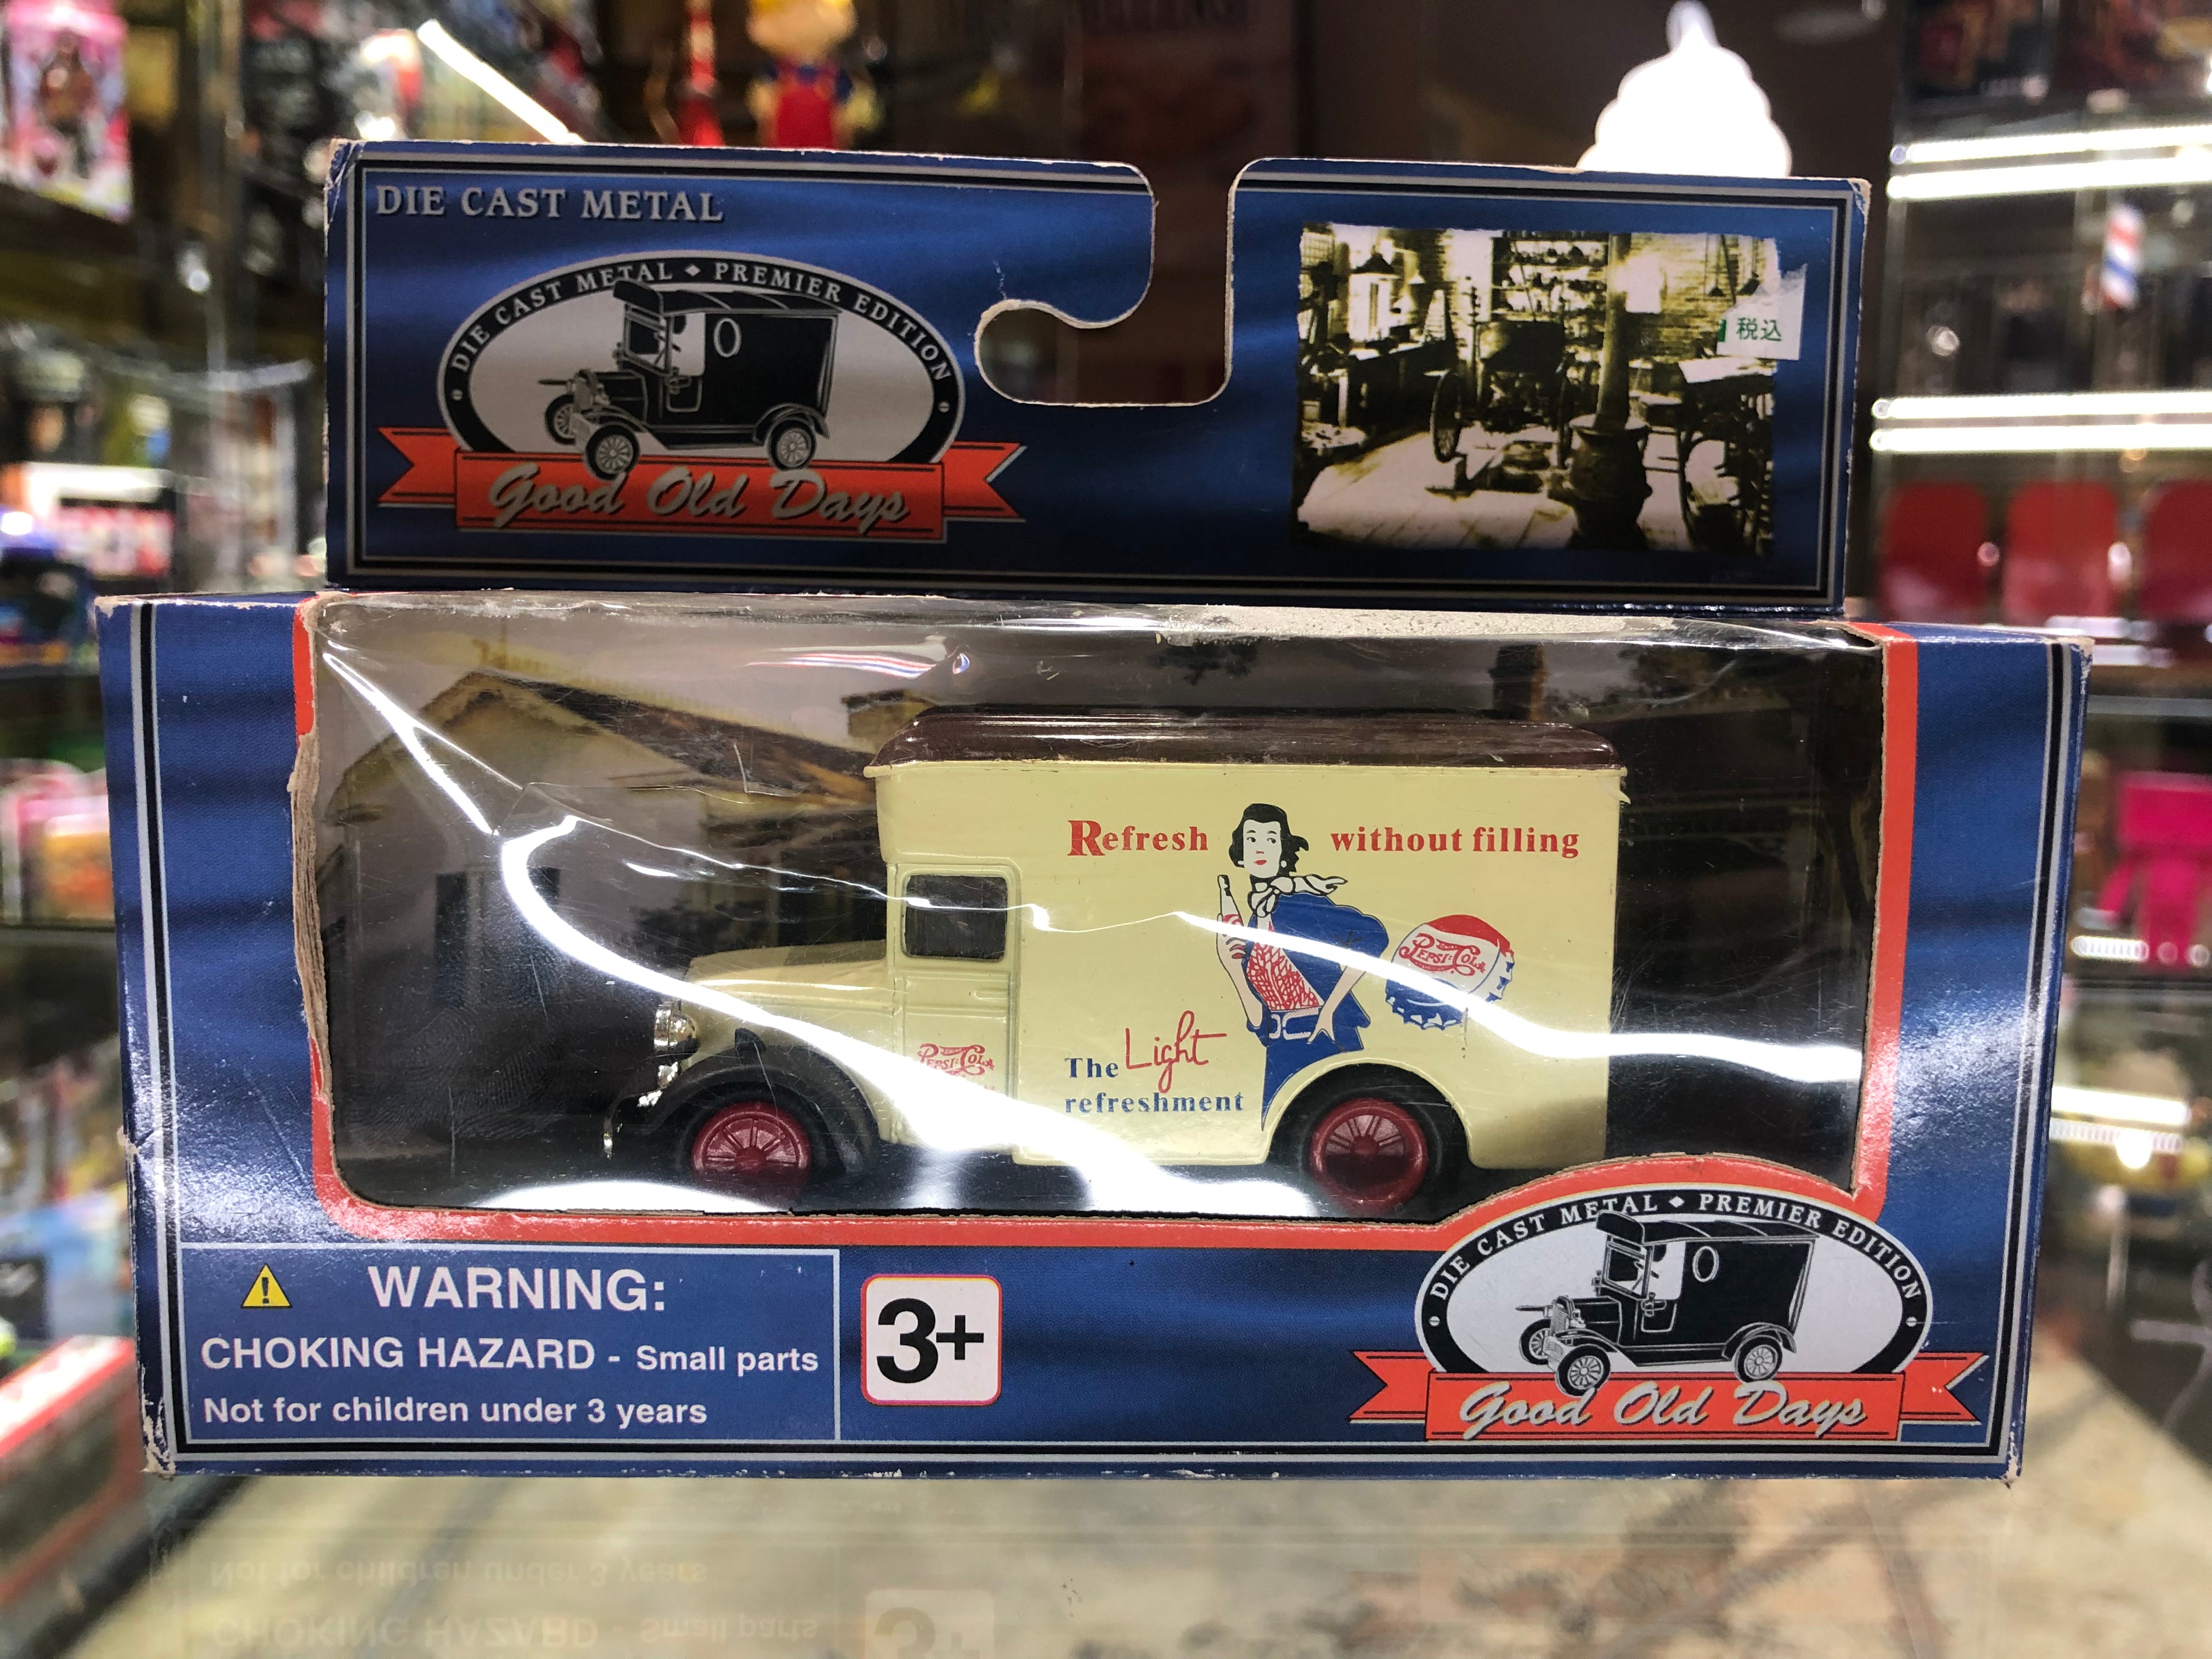 DIE CAST METAL
DIE CAST METAL ◆ PREMIER EDITION
Good Old Days
税込
Refresh without filling
PEPSI-COLA
The Light
refreshment
PEPSI-COLA
DIE CAST METAL ◆ PREMIER EDITION
Good Old Days
WARNING:
CHOKING HAZARD - Small parts
Not for children under 3 years
3+